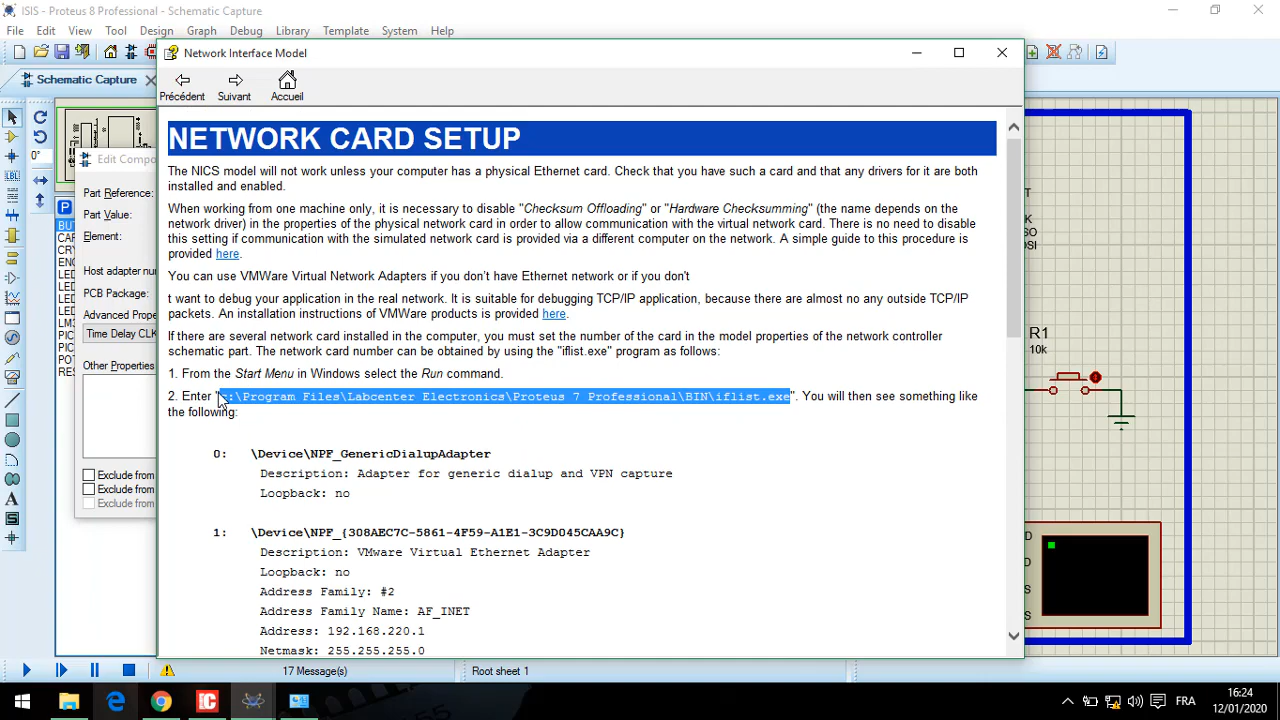 ISIS - Proteus 8 Professional - Schematic Capture
File Edit View Tool Design Graph Debug Library Template System Help
Schematic Capture
Network Interface Model
Précédent Suivant Accueil
NETWORK CARD SETUP
The NICS model will not work unless your computer has a physical Ethernet card. Check that you have such a card and that any drivers for it are both
installed and enabled.
When working from one machine only, it is necessary to disable "Checksum Offloading" or "Hardware Checksumming" (the name depends on the
network driver) in the properties of the physical network card in order to allow communication with the virtual network card. There is no need to disable
this setting if communication with the simulated network card is provided via a different computer on the network. A simple guide to this procedure is
provided here.
You can use VMWare Virtual Network Adapters if you don't have Ethernet network or if you don't
t want to debug your application in the real network. It is suitable for debugging TCP/IP application, because there are almost no any outside TCP/IP
packets. An installation instructions of VMWare products is provided here.
If there are several network card installed in the computer, you must set the number of the card in the model properties of the network controller
schematic part. The network card number can be obtained by using the "iflist.exe" program as follows:
1. From the Start Menu in Windows select the Run command.
2. Enter "c:\Program Files\Labcenter Electronics\Proteus 7 Professional\BIN\iflist.exe". You will then see something like
the following:
0: \Device\NPF_GenericDialupAdapter
Description: Adapter for generic dialup and VPN capture
Loopback: no
1: \Device\NPF_{308AEC7C-5861-4F59-A1E1-3C9D045CAA9C}
Description: VMware Virtual Ethernet Adapter
Loopback: no
Address Family: #2
Address Family Name: AF_INET
Address: 192.168.220.1
Netmask: 255.255.255.0
0°
Edit Compo
Part Reference:
Part Value:
Element:
Host adapter nu
PCB Package:
Advanced Prope
Time Delay CLK
Other Properties
Exclude from
Exclude from
Exclude from
P
BU
CAR
LED
LED
LED
LED
LM3
PIC
PIC
PO
RES
LBL
A
S
R1
10k
T
K
SO
OSI
D
D
S
S
17 Message(s)
Root sheet 1
FRA
16:24
12/01/2020